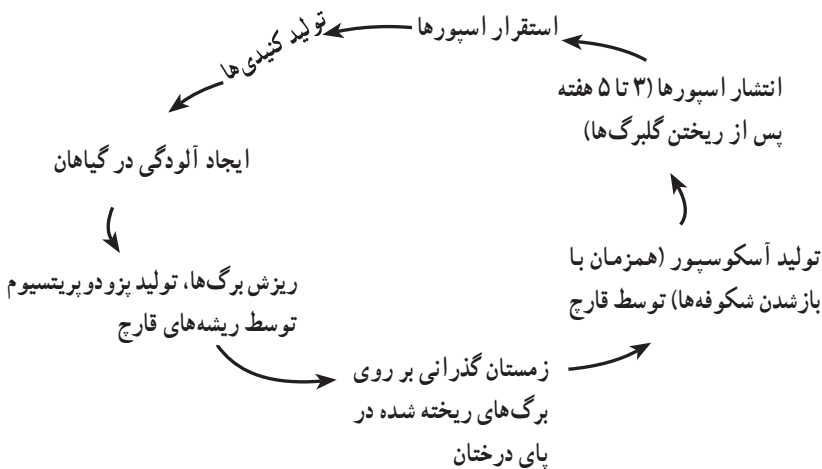 استقرار اسپورها
تولید کنیدی‌ها
ایجاد آلودگی در گیاهان
ریزش برگ‌ها، تولید پزودوپریتسیوم
توسط ریشه‌های قارچ
زمستان گذرانی بر روی
برگ‌های ریخته شده در
پای درختان
تولید آسکوسپور (همزمان با
بازشدن شکوفه‌ها) توسط قارچ
انتشار اسپورها (۳ تا ۵ هفته
پس از ریختن گلبرگ‌ها)